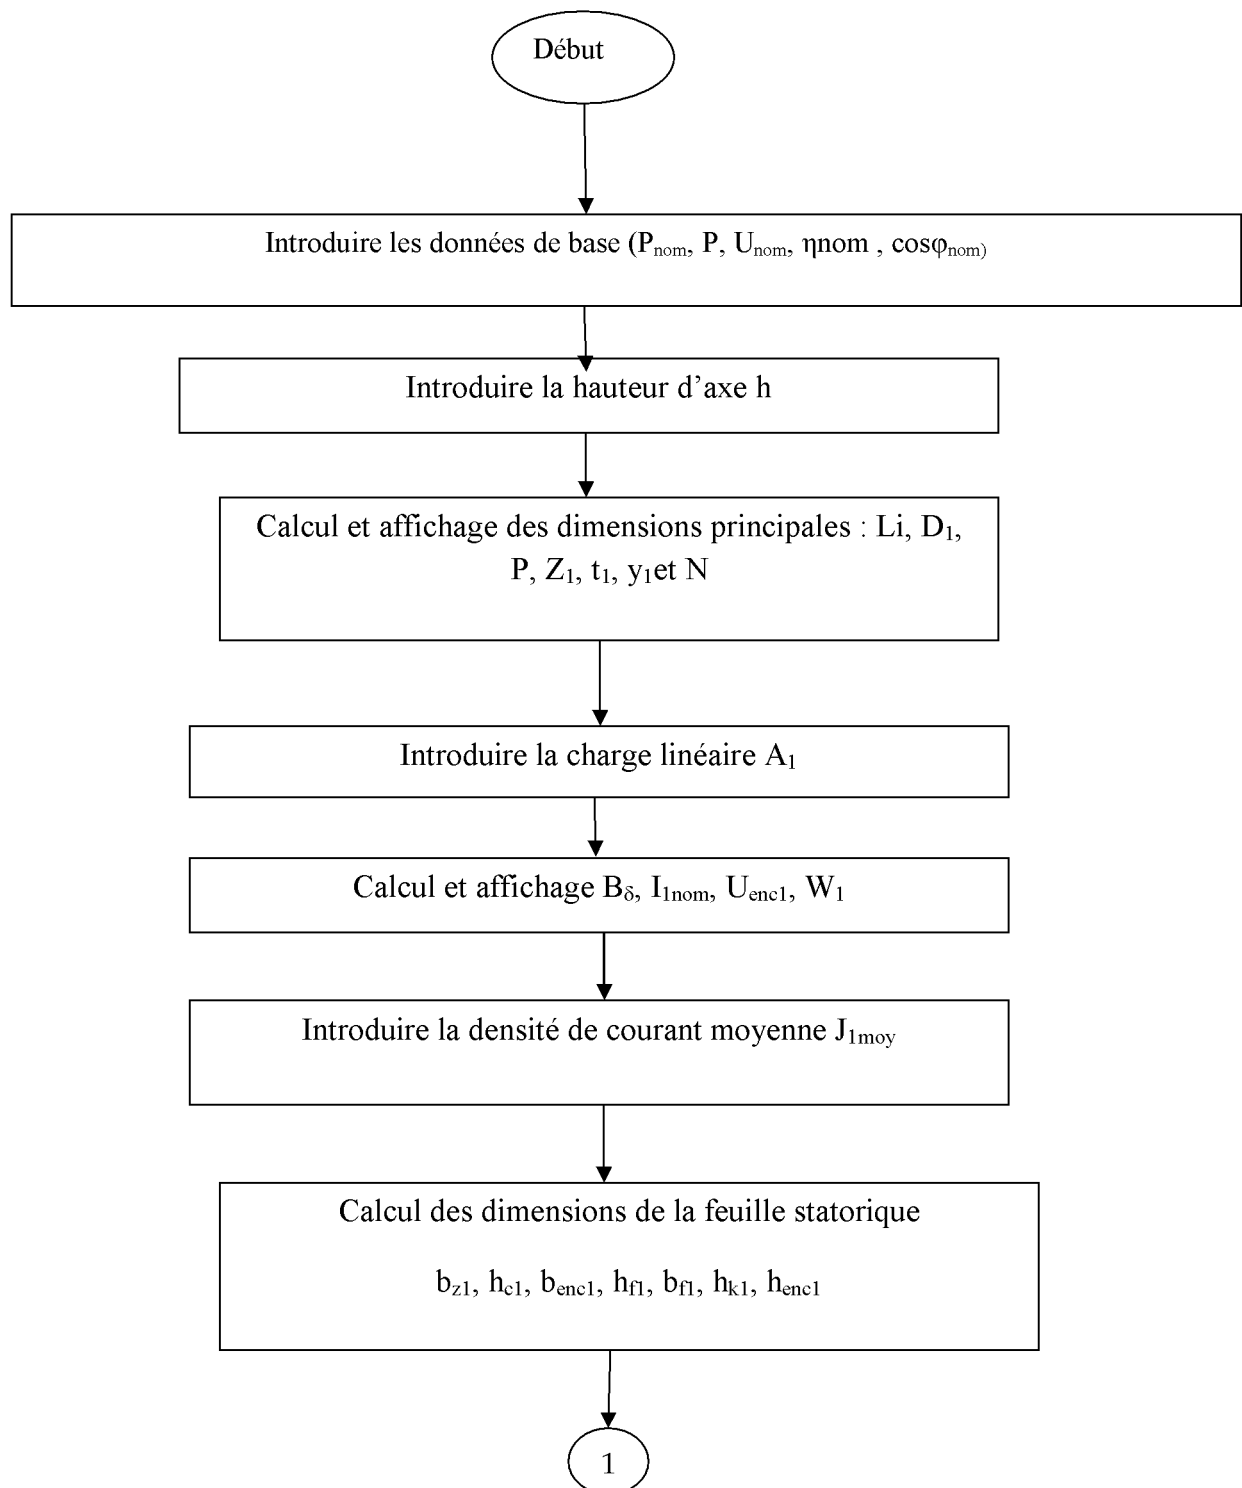 Début
Introduire les données de base (Pnom, P, Unom, ηnom , cosφnom)
Introduire la hauteur d’axe h
Calcul et affichage des dimensions principales : Li, D1,
P, Z1, t1, y1et N
Introduire la charge linéaire A1
Calcul et affichage Bδ, I1nom, Uenc1, W1
Introduire la densité de courant moyenne J1moy
Calcul des dimensions de la feuille statorique
bz1, hc1, benc1, hf1, bf1, hk1, henc1
1